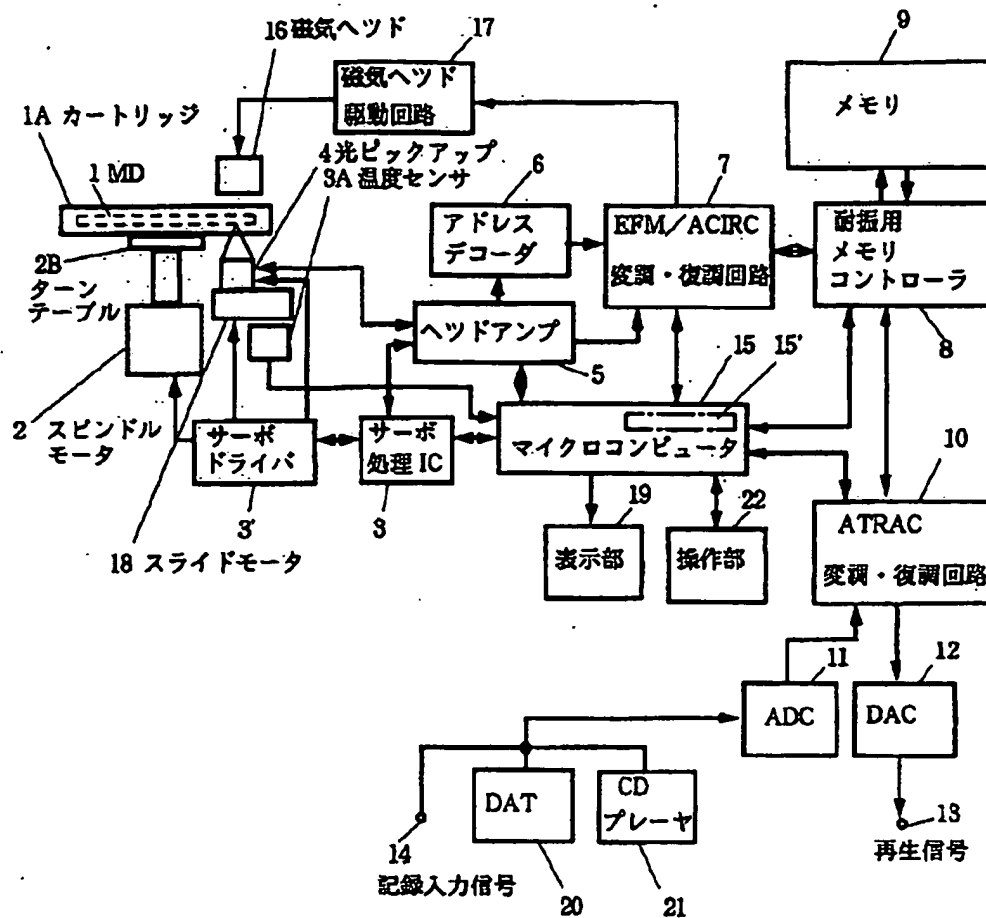 16磁気ヘツド
17
9
磁気ヘツド
駆動回路
メモリ
1A カートリッジ
4光ピックアップ
3A 温度センサ
6
7
1 MD
アドレス
デコーダ
EFM/ACIRC
変調・復調回路
耐振用
メモリ
コントローラ
2B
ターン
テーブル
ヘツドアンプ
5
15
15'
8
2 スピンドル
モータ
サーボ
ドライバ
サーボ
処理 IC
マイクロコンピュータ
10
3'
3
19
22
ATRAC
変調・復調回路
18 スライドモータ
表示部
操作部
11
12
ADC
DAC
DAT
CD
プレーヤ
13
再生信号
14
記録入力信号
20
21